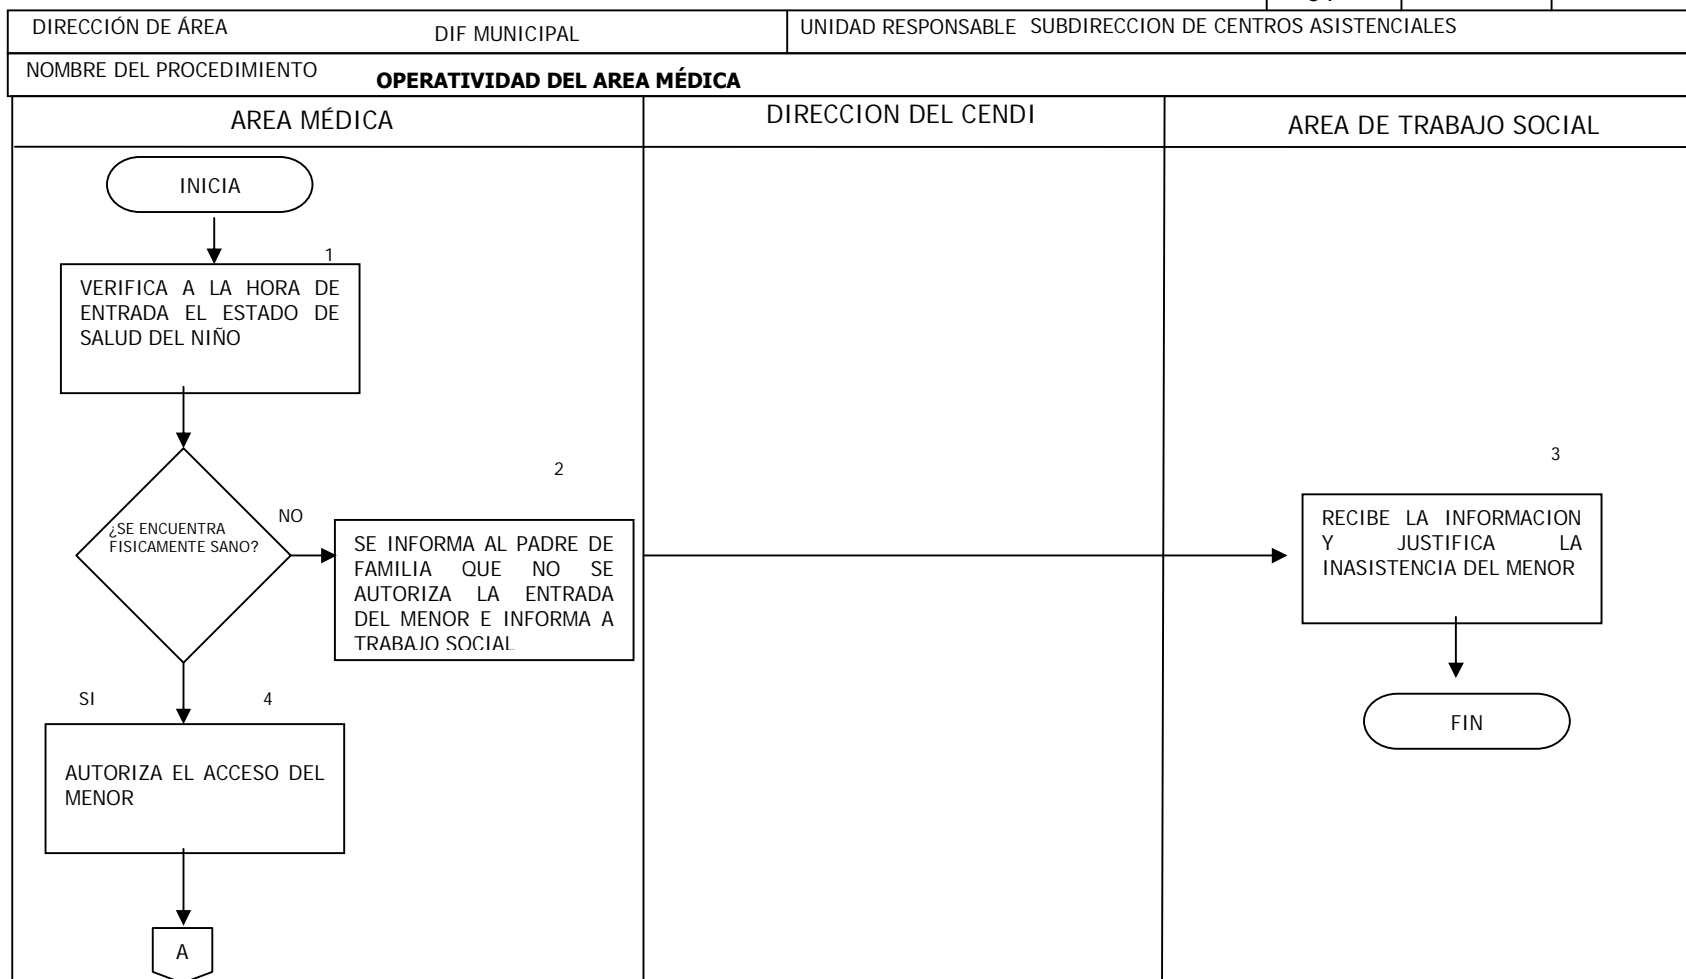 DIRECCIÓN DE ÁREA
DIF MUNICIPAL
UNIDAD RESPONSABLE SUBDIRECCION DE CENTROS ASISTENCIALES
NOMBRE DEL PROCEDIMIENTO
OPERATIVIDAD DEL AREA MÉDICA
AREA MÉDICA
DIRECCION DEL CENDI
AREA DE TRABAJO SOCIAL
INICIA
1
VERIFICA A LA HORA DE
ENTRADA EL ESTADO DE
SALUD DEL NIÑO
¿SE ENCUENTRA
FISICAMENTE SANO?
NO
2
SE INFORMA AL PADRE DE
FAMILIA QUE NO SE
AUTORIZA LA ENTRADA
DEL MENOR E INFORMA A
TRABAJO SOCIAL
3
RECIBE LA INFORMACION
Y JUSTIFICA LA
INASISTENCIA DEL MENOR
FIN
SI
4
AUTORIZA EL ACCESO DEL
MENOR
A